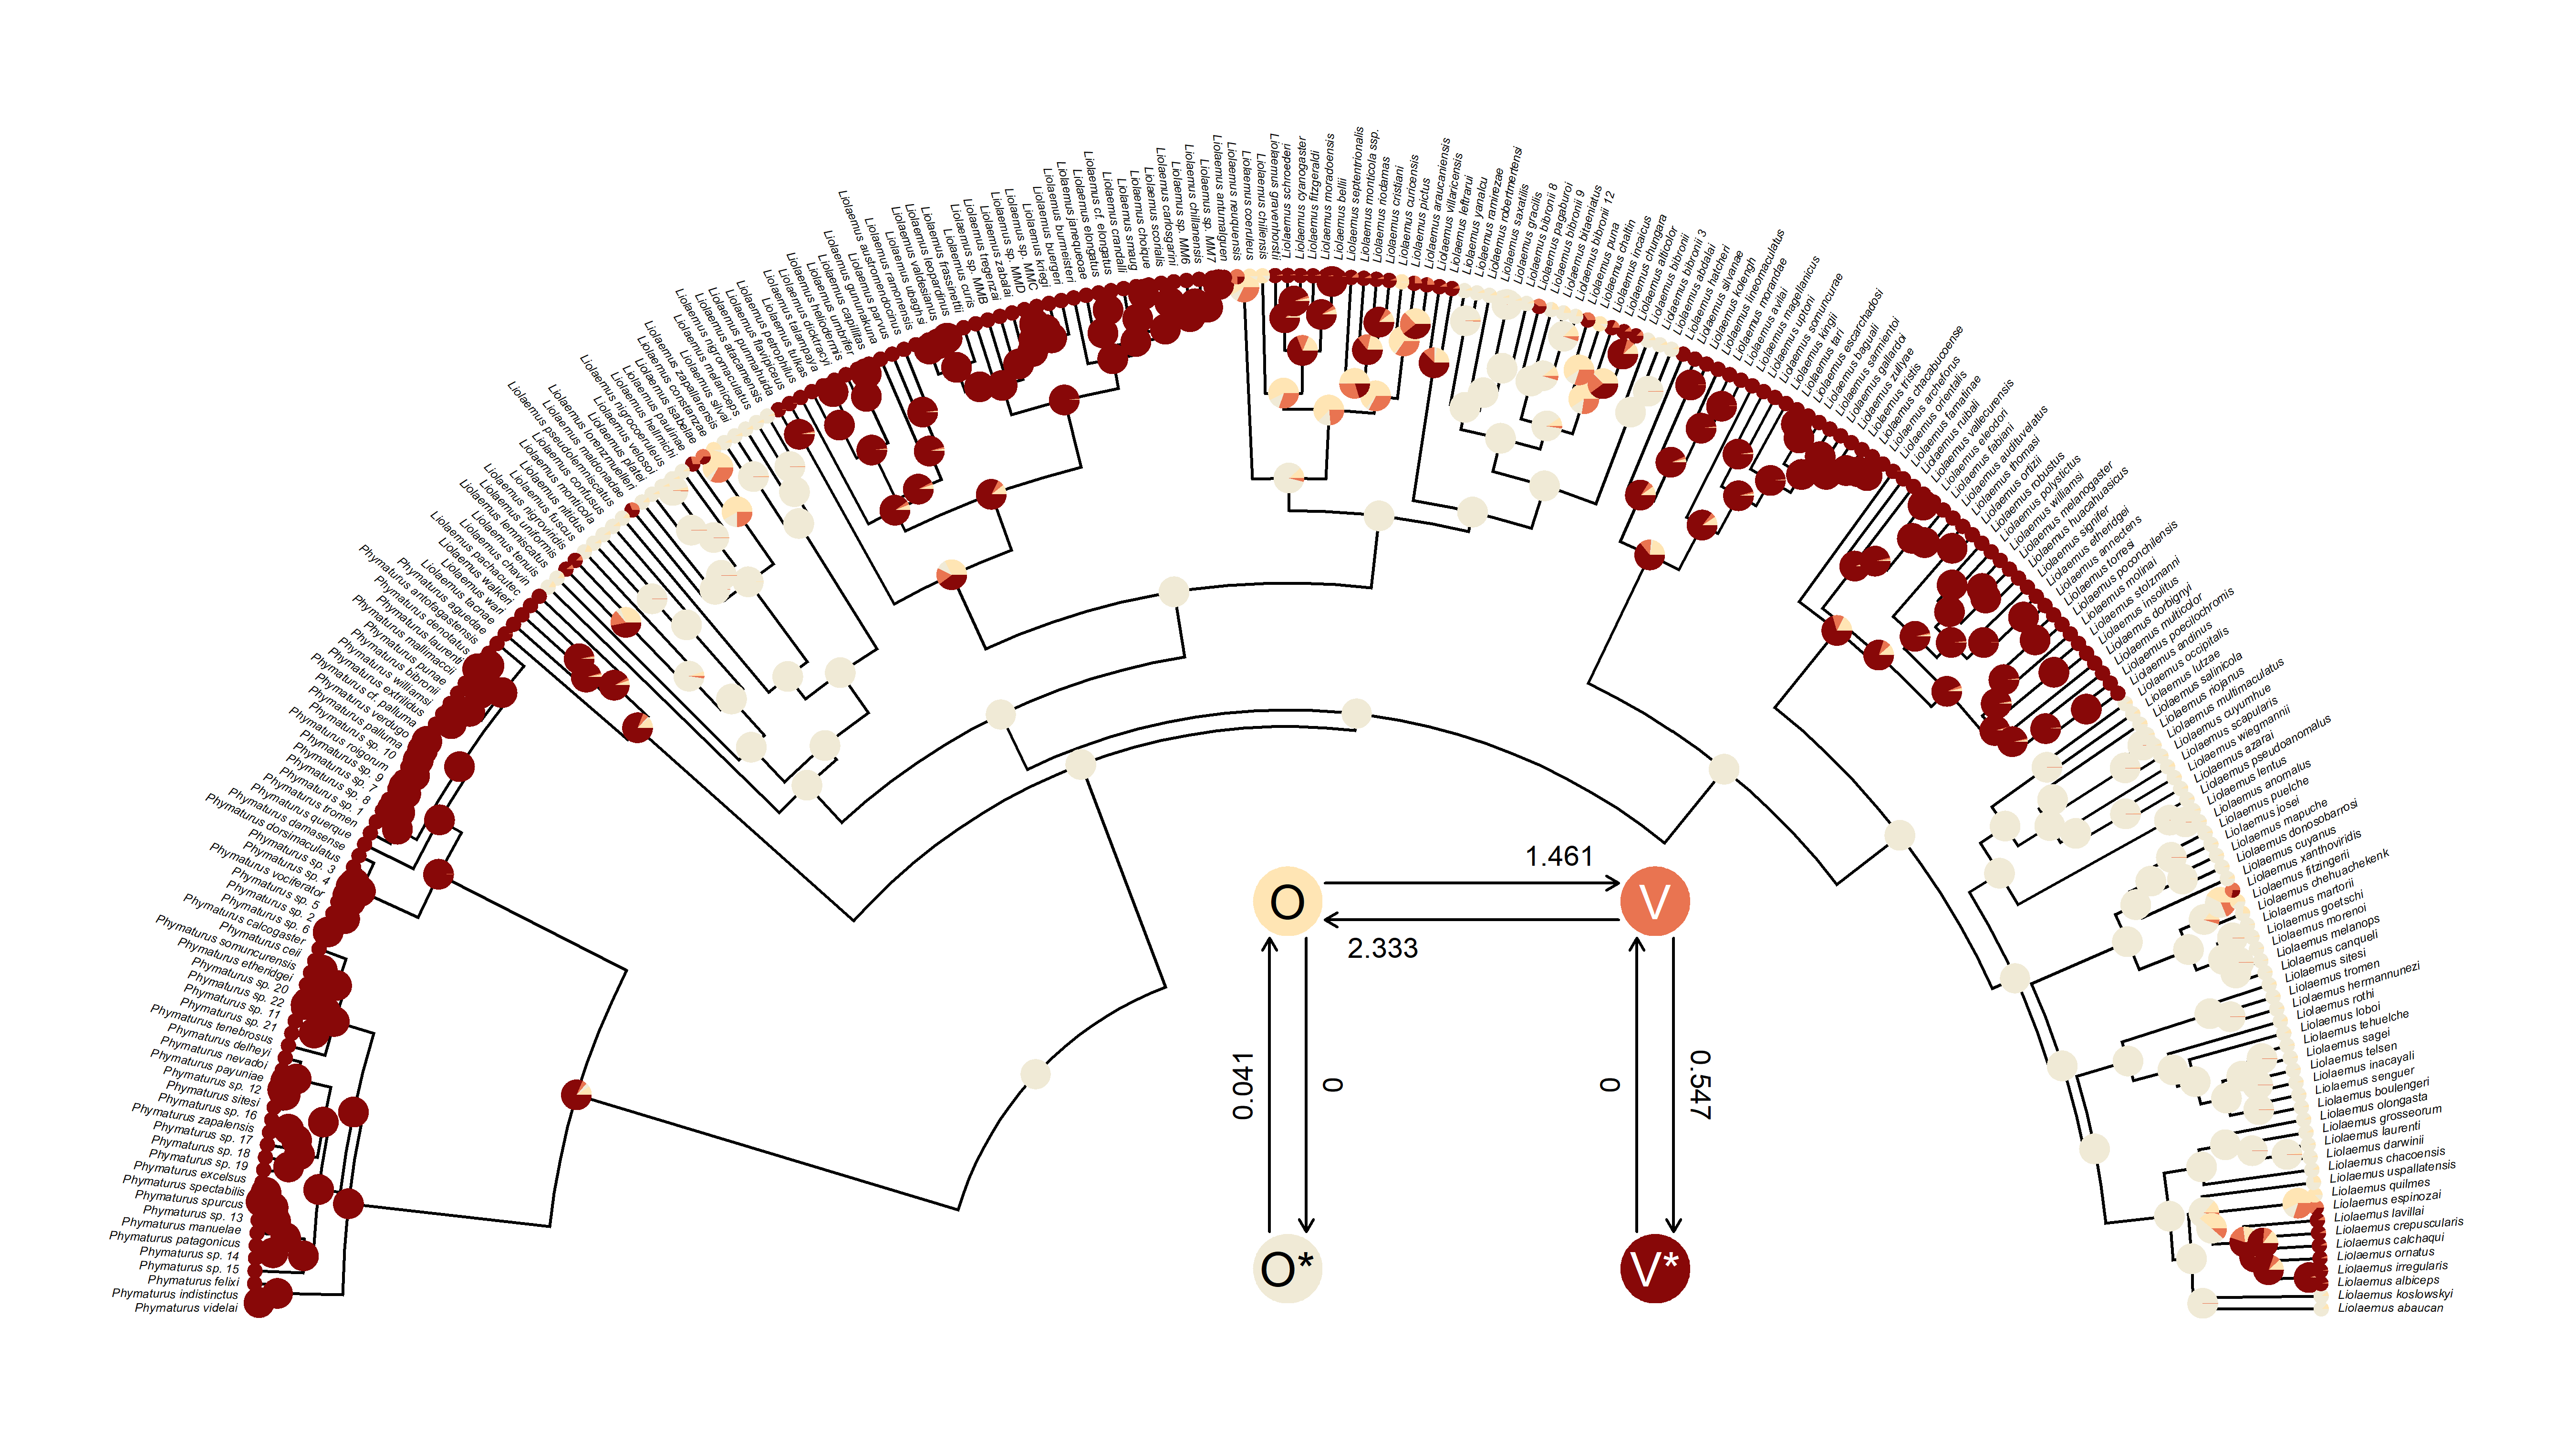 Phymaturus videlai
Phymaturus indistinctus
Phymaturus felixi
Phymaturus sp. 15
Phymaturus sp. 14
Phymaturus patagonicus
Phymaturus manuelae
Phymaturus sp. 13
Phymaturus spurcus
Phymaturus spectabilis
Phymaturus excelsus
Phymaturus sp. 19
Phymaturus sp. 18
Phymaturus sp. 17
Phymaturus zapalensis
Phymaturus sp. 16
Phymaturus sitesi
Phymaturus sp. 12
Phymaturus payuniae
Phymaturus nevadoi
Phymaturus delheyi
Phymaturus tenebrosus
Phymaturus sp. 21
Phymaturus sp. 11
Phymaturus sp. 22
Phymaturus sp. 20
Phymaturus etheridgei
Phymaturus somuncurensis
Phymaturus ceii
Phymaturus calcogaster
Phymaturus sp. 6
Phymaturus sp. 2
Phymaturus sp. 5
Phymaturus vociferator
Phymaturus sp. 4
Phymaturus sp. 3
Phymaturus dorsimaculatus
Phymaturus damasense
Phymaturus querque
Phymaturus tromen
Phymaturus sp. 1
Phymaturus sp. 8
Phymaturus sp. 7
Phymaturus sp. 9
Phymaturus roigorum
Phymaturus sp. 10
Phymaturus palluma
Phymaturus verdugo
Phymaturus cf. palluma
Phymaturus extrilidus
Phymaturus williamsi
Phymaturus bibronii
Phymaturus punae
Phymaturus mallimaccii
Phymaturus laurenti
Phymaturus denotatus
Phymaturus antofagastensis
Phymaturus aguedae
Liolaemus tacnae
Liolaemus wari
Liolaemus walkeri
Liolaemus pachacutec
Liolaemus chavin
Liolaemus tenuis
Liolaemus lemniscatus
Liolaemus uniformis
Liolaemus nigroviridis
Liolaemus fuscus
Liolaemus nitidus
Liolaemus monticola
Liolaemus confusus
Liolaemus pseudolemniscatus
Liolaemus maldonadae
Liolaemus lorenzmuelleri
Liolaemus platei
Liolaemus velosoi
Liolaemus nigrocoeruleus
Liolaemus hellmichi
Liolaemus paulinae
Liolaemus isabelae
Liolaemus constanzae
Liolaemus zapallarensis
Liolaemus silvai
Liolaemus melaniceps
Liolaemus nigromaculatus
Liolaemus atacamensis
Liolaemus pumahuida
Liolaemus flavipiceus
Liolaemus petrophilus
Liolaemus tulkas
Liolaemus talampaya
Liolaemus dicktracyi
Liolaemus heliodermis
Liolaemus umbrifer
Liolaemus capillitas
Liolaemus gununakuna
Liolaemus parvus
Liolaemus austromendocinus
Liolaemus ramonensis
Liolaemus ubaghsi
Liolaemus valdesianus
Liolaemus leopardinus
Liolaemus frassinettii
Liolaemus curis
Liolaemus sp. MMB
Liolaemus tregenzai
Liolaemus zabalai
Liolaemus sp. MMD
Liolaemus sp. MMC
Liolaemus kriegi
Liolaemus buergeri
Liolaemus burmeisteri
Liolaemus janequeoae
Liolaemus elongatus
Liolaemus cf. elongatus
Liolaemus crandalli
Liolaemus smaug
Liolaemus choique
Liolaemus scorialis
Liolaemus carlosgarini
Liolaemus sp. MM6
Liolaemus chillanensis
Liolaemus sp. MM7
Liolaemus antumalguen
Liolaemus neuquensis
Liolaemus coeruleus
Liolaemus chiliensis
Liolaemus gravenhorstii
Liolaemus schroederi
Liolaemus cyanogaster
Liolaemus fitzgeraldi
Liolaemus moradoensis
Liolaemus bellii
Liolaemus septentrionalis
Liolaemus monticola ssp.
Liolaemus riodamas
Liolaemus cristiani
Liolaemus curicensis
Liolaemus pictus
Liolaemus araucaniensis
Liolaemus villaricensis
Liolaemus leftrarui
Liolaemus yanalcu
Liolaemus ramirezae
Liolaemus robertmertensi
Liolaemus saxatilis
Liolaemus gracilis
Liolaemus bibronii 8
Liolaemus pagaburoi
Liolaemus bibronii 9
Liolaemus bitaeniatus
Liolaemus bibronii 12
Liolaemus puna
Liolaemus chaltin
Liolaemus incaicus
Liolaemus chungara
Liolaemus alticolor
Liolaemus bibronii
Liolaemus bibronii 3
Liolaemus abdalai
Liolaemus hatcheri
Liolaemus silvanae
Liolaemus kolengh
Liolaemus lineomaculatus
Liolaemus morandae
Liolaemus avilai
Liolaemus magellanicus
Liolaemus uptoni
Liolaemus somuncurae
Liolaemus kingii
Liolaemus tari
Liolaemus escarchadosi
Liolaemus baguali
Liolaemus sarmientoi
Liolaemus gallardoi
Liolaemus zullyae
Liolaemus tristis
Liolaemus chacabucoense
Liolaemus archeforus
Liolaemus orientalis
Liolaemus famatinae
Liolaemus ruibali
Liolaemus vallecurensis
Liolaemus eleodori
Liolaemus fabiani
Liolaemus audituvelatus
Liolaemus thomasi
Liolaemus ortizii
Liolaemus robustus
Liolaemus polystictus
Liolaemus williamsi
Liolaemus melanogaster
Liolaemus huacahuasicus
Liolaemus signifer
Liolaemus etheridgei
Liolaemus annectens
Liolaemus torresi
Liolaemus poconchilensis
Liolaemus molinai
Liolaemus stolzmanni
Liolaemus insolitus
Liolaemus dorbignyi
Liolaemus multicolor
Liolaemus poecilochromis
Liolaemus andinus
Liolaemus occipitalis
Liolaemus lutzae
Liolaemus salinicola
Liolaemus riojanus
Liolaemus multimaculatus
Liolaemus cuyumhue
Liolaemus scapularis
Liolaemus wiegmannii
Liolaemus azarai
Liolaemus pseudoanomalus
Liolaemus lentus
Liolaemus anomalus
Liolaemus puelche
Liolaemus josei
Liolaemus mapuche
Liolaemus donosobarrosi
Liolaemus cuyanus
Liolaemus xanthoviridis
Liolaemus fitzingerii
Liolaemus chehuachekenk
Liolaemus martorii
Liolaemus goetschi
Liolaemus morenoi
Liolaemus melanops
Liolaemus canqueli
Liolaemus sitesi
Liolaemus tromen
Liolaemus hermannunezi
Liolaemus rothi
Liolaemus loboi
Liolaemus tehuelche
Liolaemus sagei
Liolaemus telsen
Liolaemus inacayali
Liolaemus senguer
Liolaemus boulengeri
Liolaemus olongasta
Liolaemus grosseorum
Liolaemus laurenti
Liolaemus darwinii
Liolaemus chacoensis
Liolaemus uspallatensis
Liolaemus quilmes
Liolaemus espinozai
Liolaemus lavillai
Liolaemus crepuscularis
Liolaemus calchaqui
Liolaemus ornatus
Liolaemus irregularis
Liolaemus albiceps
Liolaemus koslowskyi
Liolaemus abaucan
1.461
O
V
2.333
0.041
0
0
0.547
O*
V*